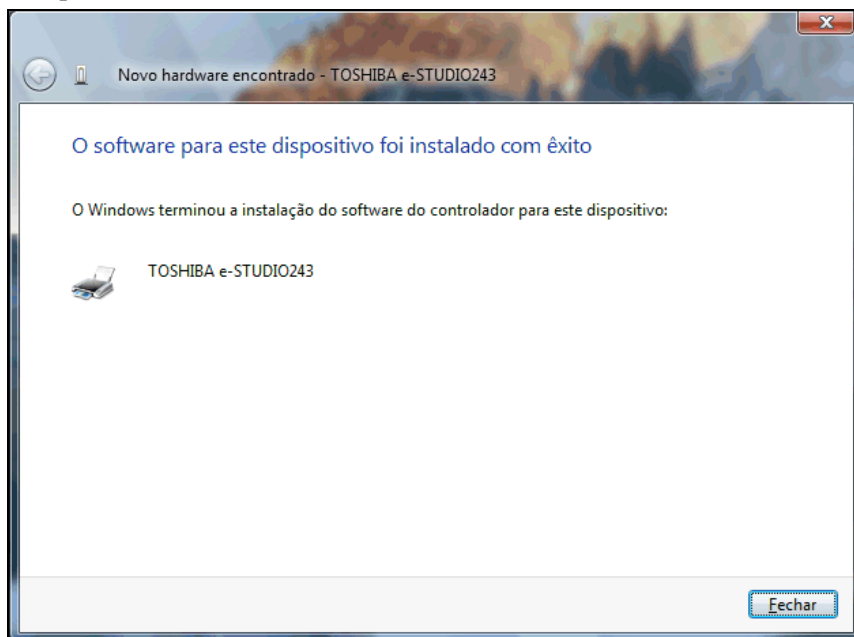 Novo hardware encontrado - TOSHIBA e-STUDIO243
O software para este dispositivo foi instalado com êxito
O Windows terminou a instalação do software do controlador para este dispositivo:
TOSHIBA e-STUDIO243
Fechar